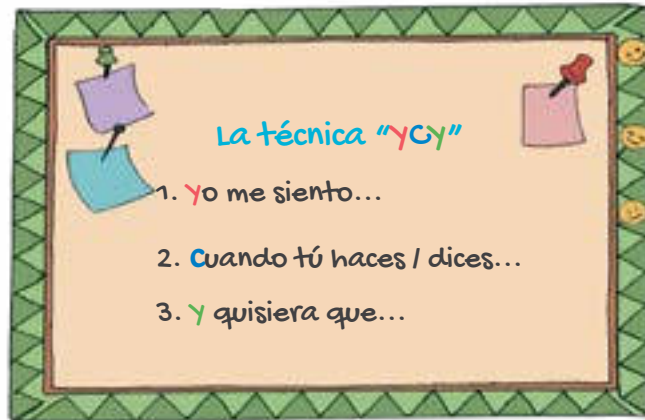 La técnica "YCY"
1. Yo me siento...
2. Cuando tú haces / dices...
3. Y quisiera que...